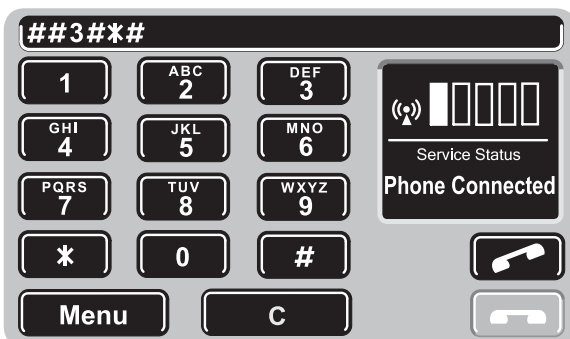 ##3#*#
1
ABC
2
DEF
3
GHI
4
JKL
5
MNO
6
Service Status
Phone Connected
PQRS
7
TUV
8
WXYZ
9
*
0
#
Menu
C